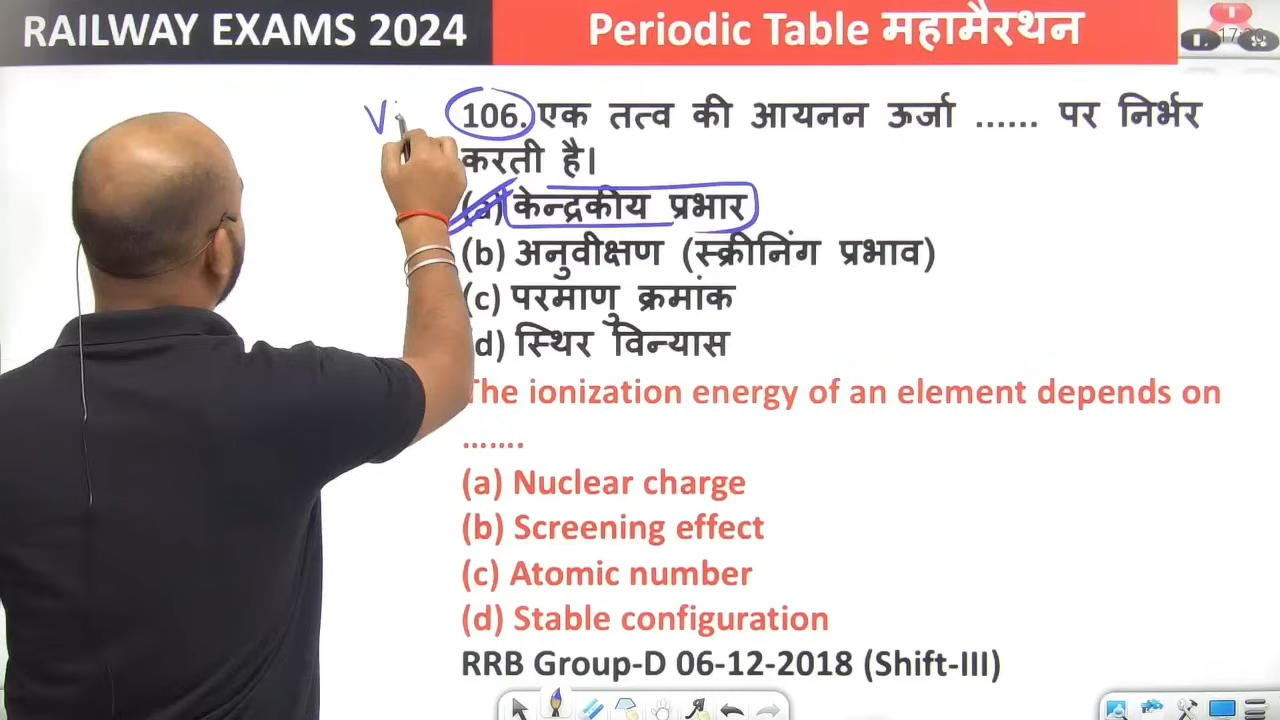 RAILWAY EXAMS 2024
Periodic Table महामैरथन
106. एक तत्व की आयनन ऊर्जा ...... पर निर्भर
करती है।
(a) केन्द्रकीय प्रभार
(b) अनुवीक्षण (स्क्रीनिंग प्रभाव)
(c) परमाणु क्रमांक
(d) स्थिर विन्यास
The ionization energy of an element depends on
.......
(a) Nuclear charge
(b) Screening effect
(c) Atomic number
(d) Stable configuration
RRB Group-D 06-12-2018 (Shift-III)